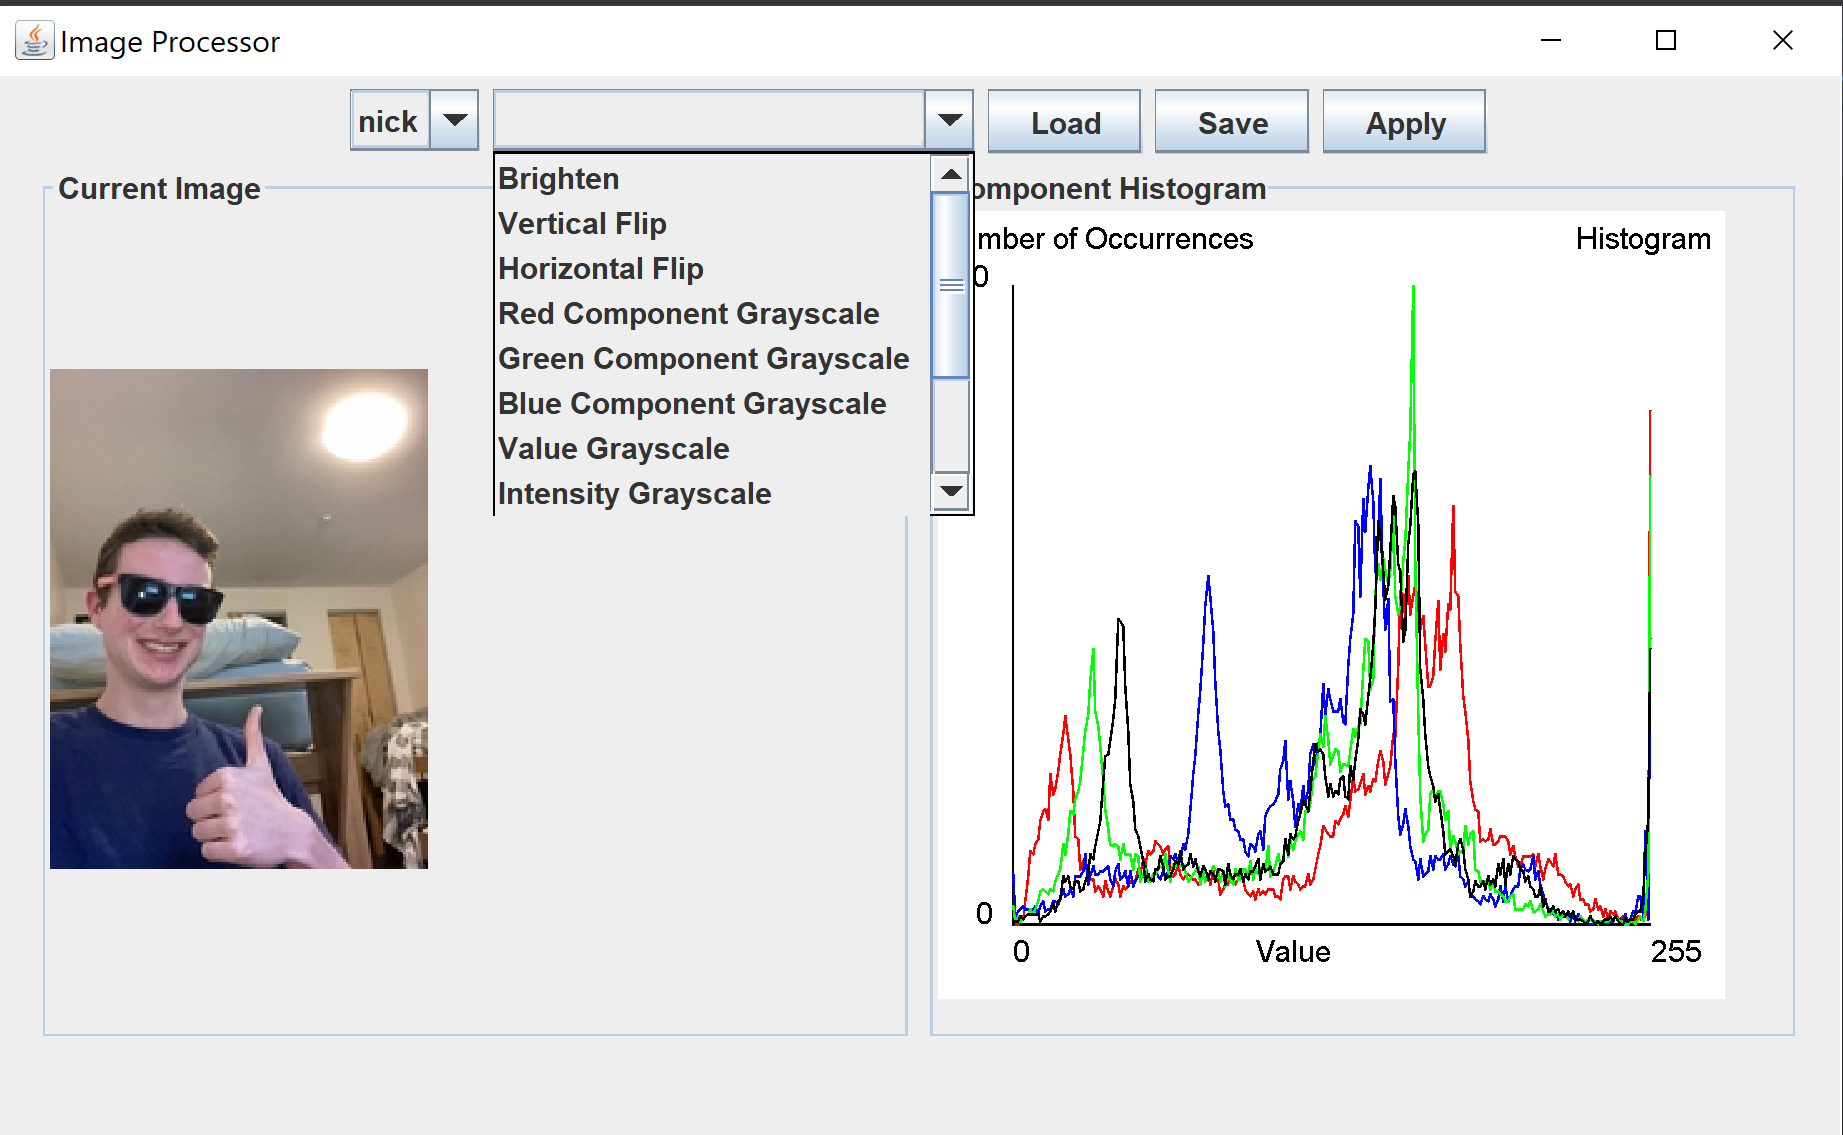 Image Processor
nick
Load
Save
Apply
Brighten
Vertical Flip
Horizontal Flip
Red Component Grayscale
Green Component Grayscale
Blue Component Grayscale
Value Grayscale
Intensity Grayscale
Current Image
omponent Histogram
mber of Occurrences
Histogram
0
0
0
Value
255